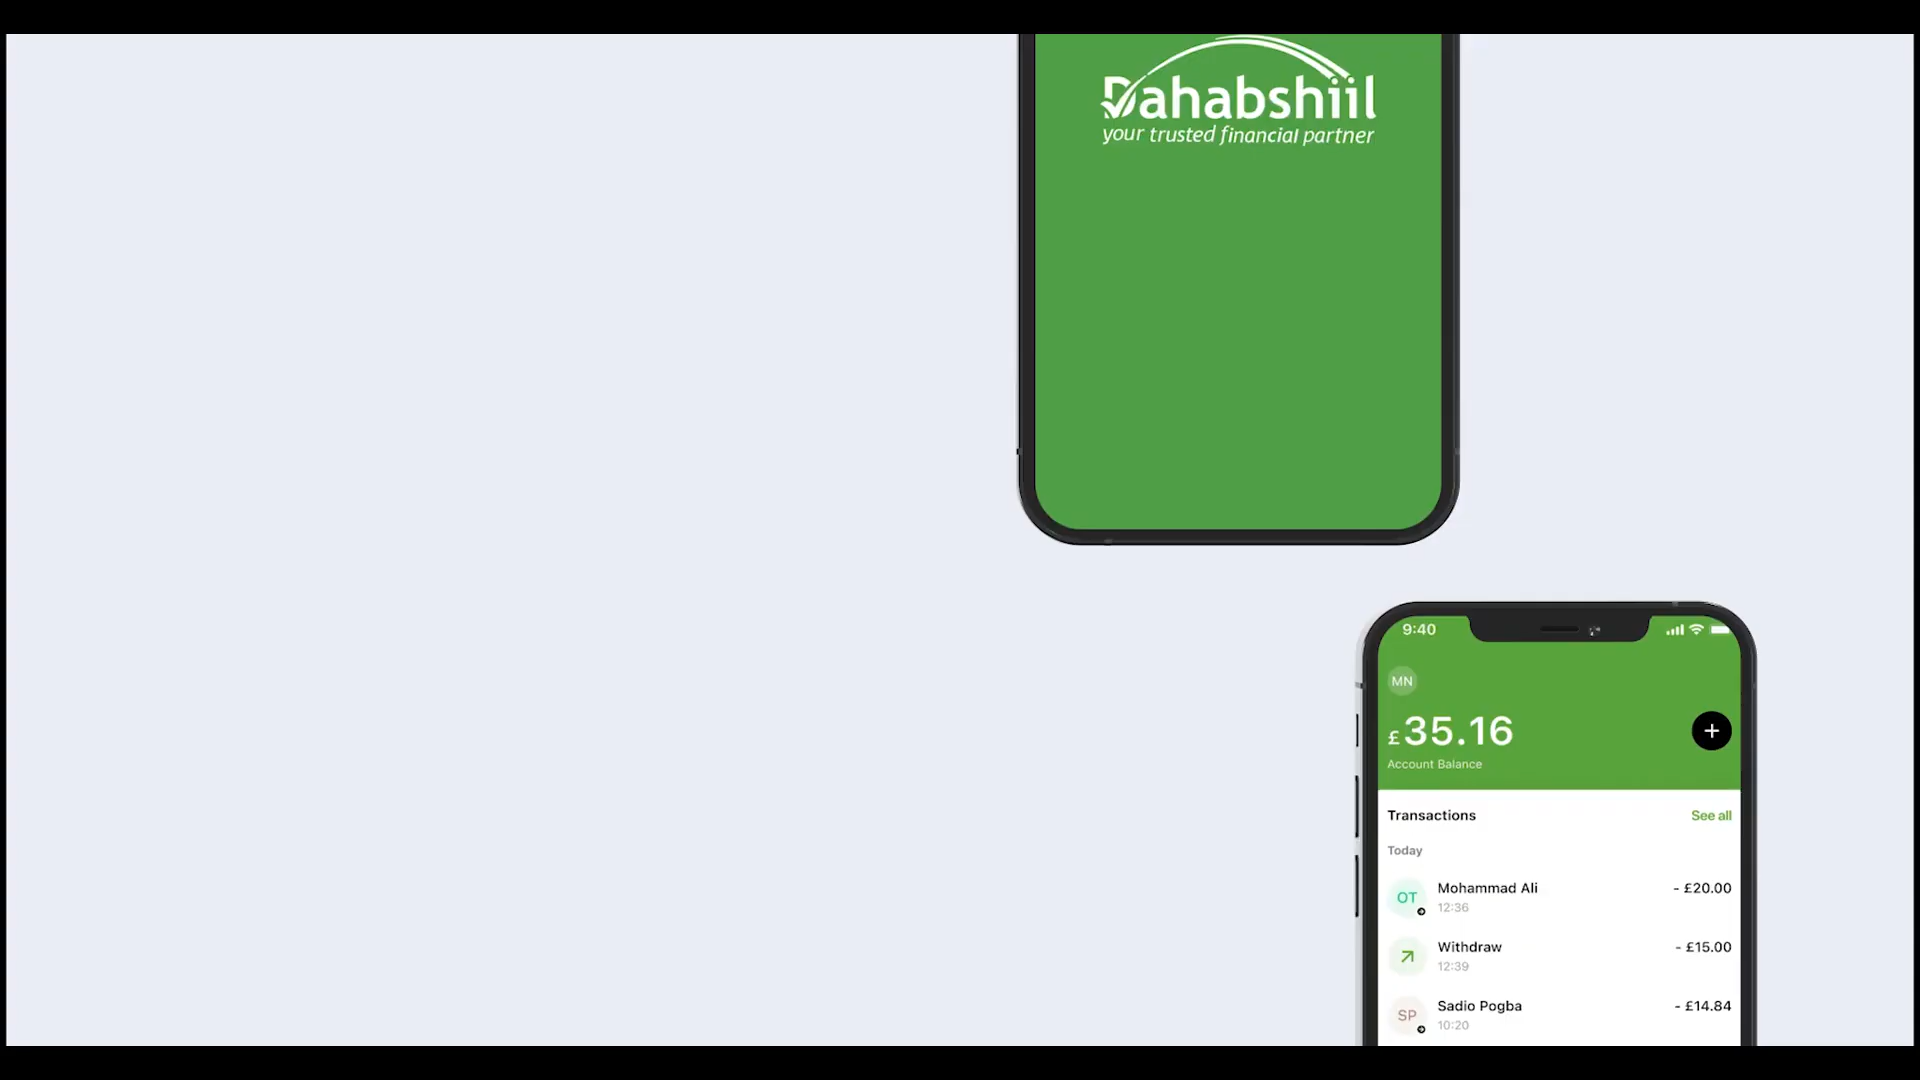 Dahabshiil
your trusted financial partner
9:40
MN
£35.16
+
Account Balance
Transactions
See all
Today
OT
Mohammad Ali
- £20.00
12:36
Withdraw
- £15.00
12:39
SP
Sadio Pogba
- £14.84
10:20